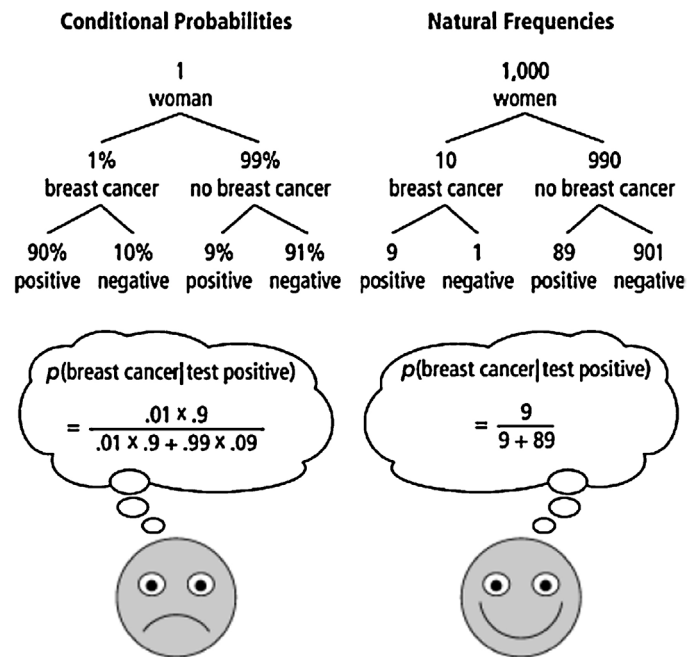 Conditional Probabilities
1
woman
1% 99%
breast cancer no breast cancer
90% 10% 9% 91%
positive negative positive negative
p(breast cancer|test positive)
= .01 × .9
.01 × .9 + .99 × .09
Natural Frequencies
1,000
women
10 990
breast cancer no breast cancer
9 1 89 901
positive negative positive negative
p(breast cancer|test positive)
= 9
9 + 89